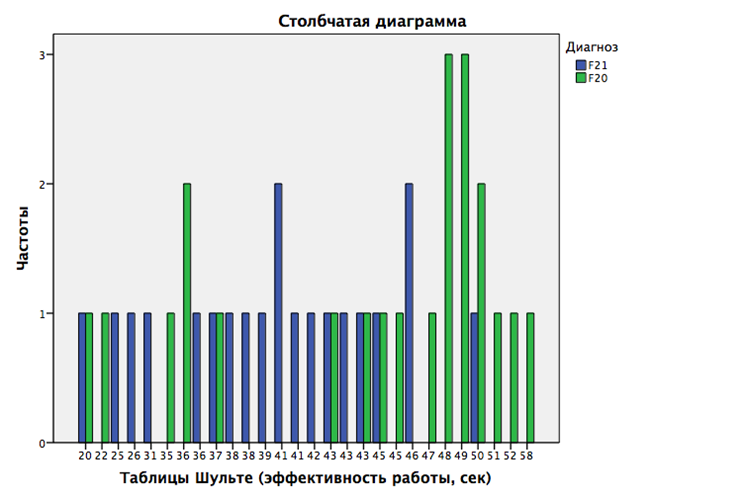 Столбчатая диаграмма
Диагноз
F21
F20
3
2
1
0
Частоты
20 22 25 26 31 35 36 36 37 38 38 39 41 41 42 43 43 43 45 45 46 47 48 49 50 51 52 58
Таблицы Шульте (эффективность работы, сек)